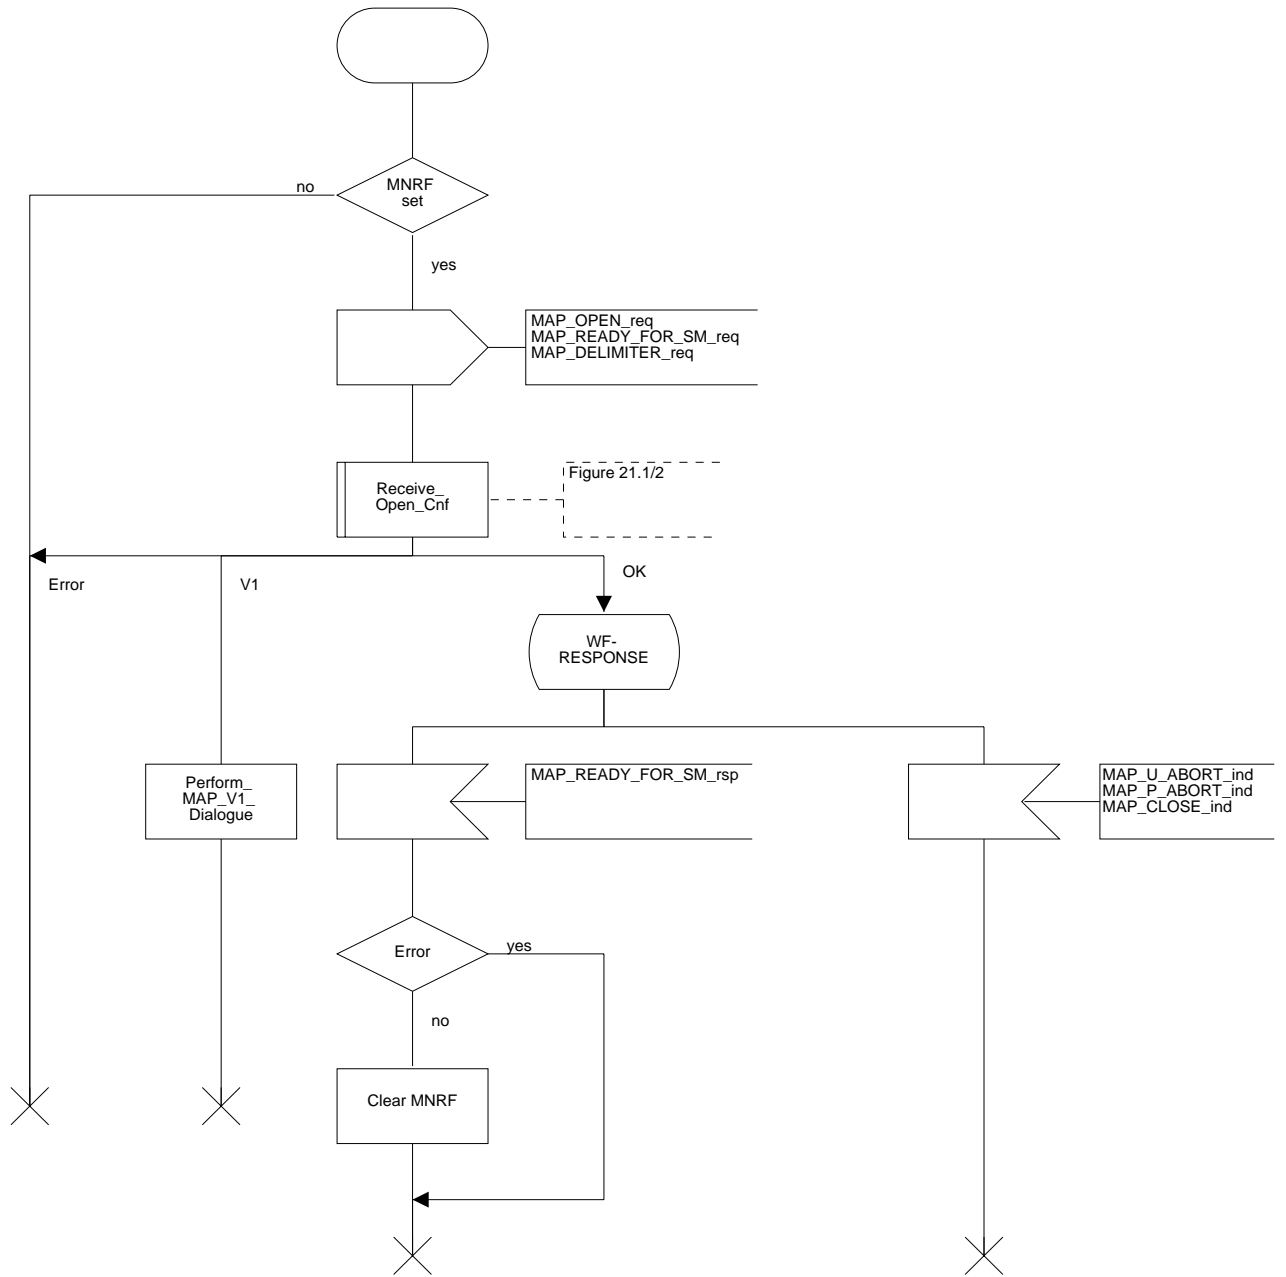 no
MNRF
set
yes
MAP_OPEN_req
MAP_READY_FOR_SM_req
MAP_DELIMITER_req
Receive_
Open_Cnf
Figure 21.1/2
Error
V1
OK
WF-
RESPONSE
Perform_
MAP_V1_
Dialogue
MAP_READY_FOR_SM_rsp
MAP_U_ABORT_ind
MAP_P_ABORT_ind
MAP_CLOSE_ind
Error
yes
no
Clear MNRF